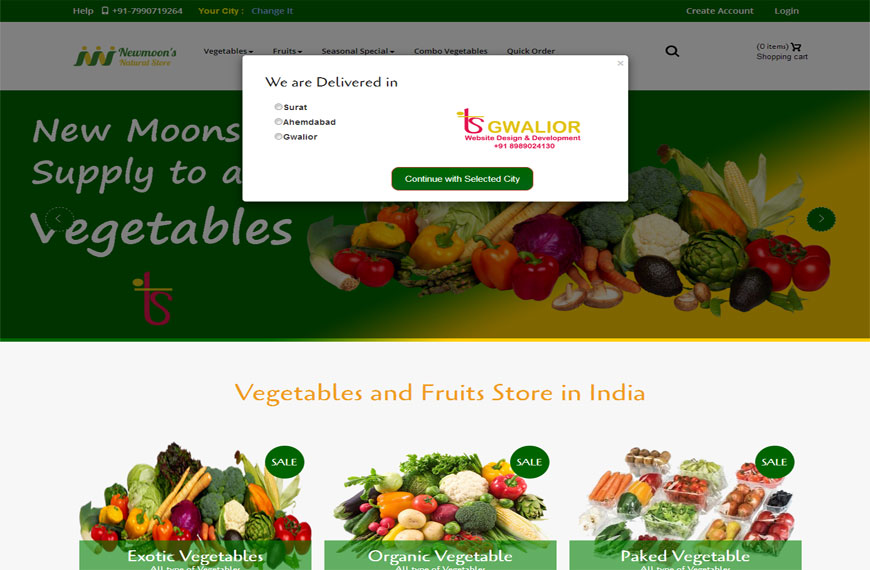 Help +91-7990719264 Your City : Change It Create Account Login
Newmoon's
Natural Store
Vegetables Fruits Seasonal Special Combo Vegetables Quick Order
(0 items)
Shopping cart
×
We are Delivered in
Surat
Ahemdabad
Gwalior
ts GWALIOR
Website Design & Development
+91 8989024130
Continue with Selected City
New Moons
Supply to a
Vegetables
ts
Vegetables and Fruits Store in India
SALE SALE SALE
Exotic Vegetables Organic Vegetable Paked Vegetable
All type of Vegetables All type of Vegetables All type of Vegetables